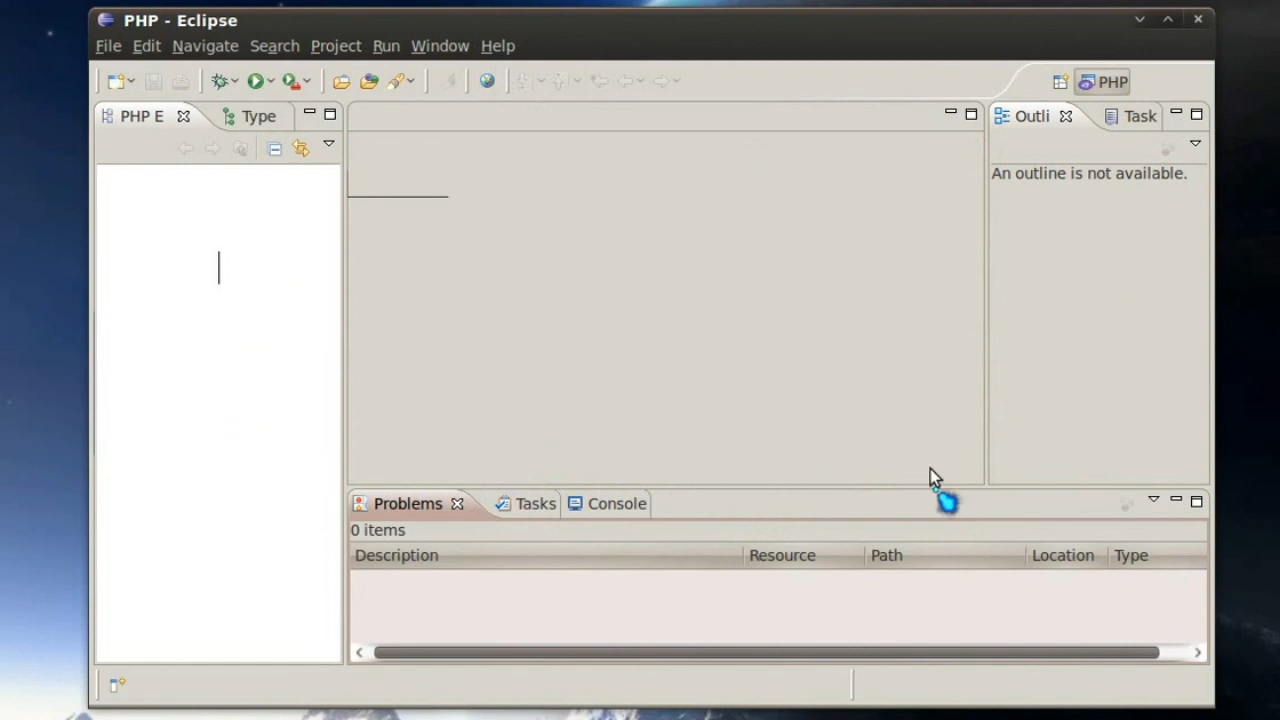 PHP - Eclipse
File Edit Navigate Search Project Run Window Help
PHP
PHP E Type Outli Task
An outline is not available.
Problems Tasks Console
0 items
Description Resource Path Location Type